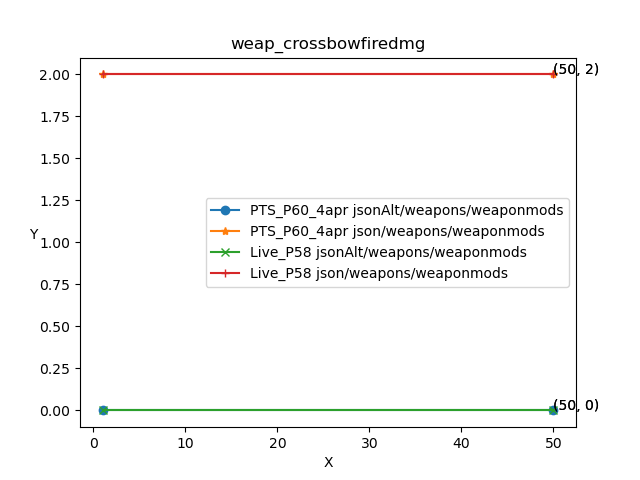 weap_crossbowfiredmg
2.00
1.75
1.50
1.25
1.00
0.75
0.50
0.25
0.00
Y
(50, 2)
PTS_P60_4apr jsonAlt/weapons/weaponmods
PTS_P60_4apr json/weapons/weaponmods
Live_P58 jsonAlt/weapons/weaponmods
Live_P58 json/weapons/weaponmods
(50, 0)
0 10 20 30 40 50
X